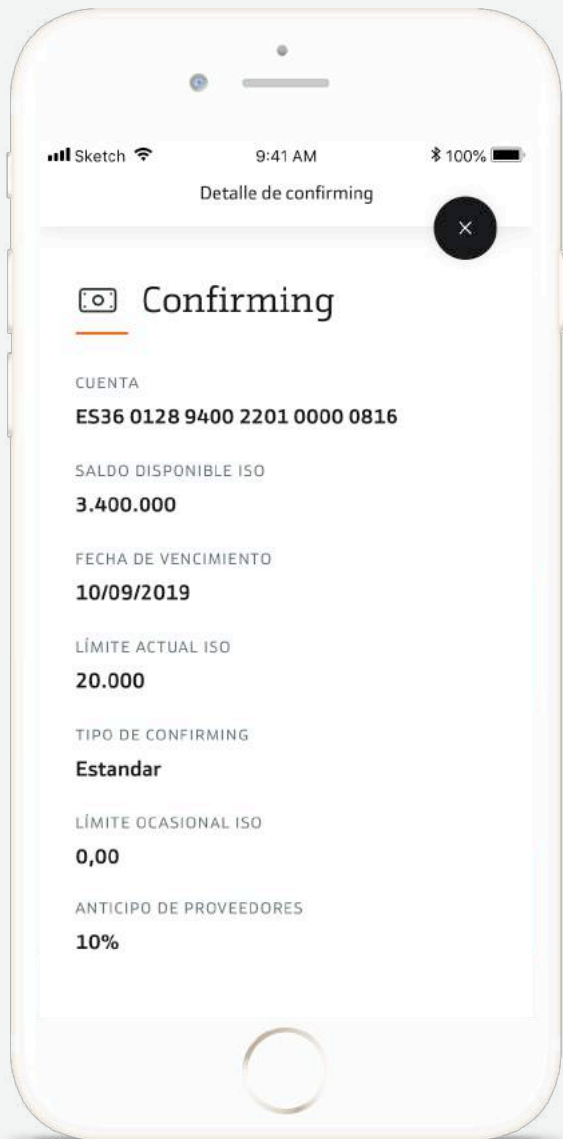 Sketch 9:41 AM 100%
Detalle de confirming
Confirming
CUENTA
ES36 0128 9400 2201 0000 0816
SALDO DISPONIBLE ISO
3.400.000
FECHA DE VENCIMIENTO
10/09/2019
LÍMITE ACTUAL ISO
20.000
TIPO DE CONFIRMING
Estandar
LÍMITE OCASIONAL ISO
0,00
ANTICIPO DE PROVEEDORES
10%